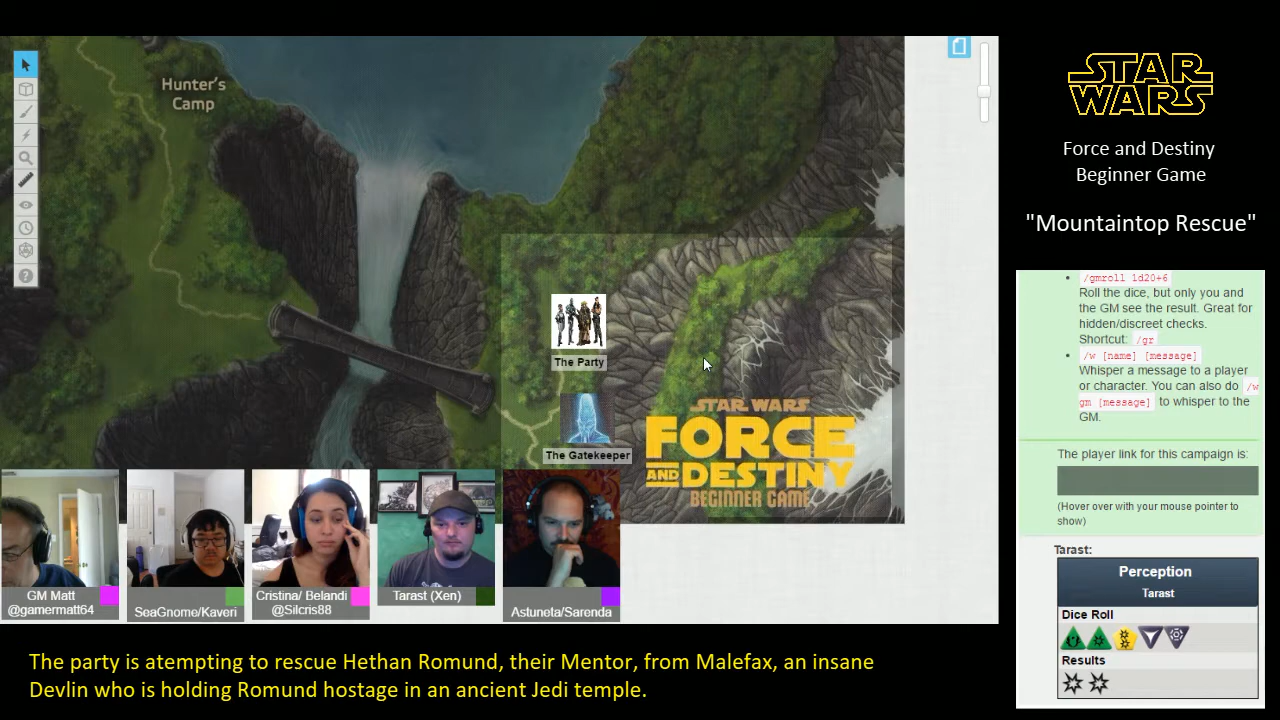 Hunter's
Camp
The Party
The Gatekeeper
STAR WARS
FORCE
AND DESTINY
BEGINNER GAME
GM Matt
@gamermatt64
SeaGnome/Kaveri
Cristina/ Belandi
@Silcris88
Tarast (Xen)
Astuneta/Sarenda
The party is atempting to rescue Hethan Romund, their Mentor, from Malefax, an insane
Devlin who is holding Romund hostage in an ancient Jedi temple.
STAR
WARS
Force and Destiny
Beginner Game
"Mountaintop Rescue"
/gmroll 1d20+6
Roll the dice, but only you and
the GM see the result. Great for
hidden/discreet checks.
Shortcut: /gr
/w [name] [message]
Whisper a message to a player
or character. You can also do /w
gm [message] to whisper to the
GM.
The player link for this campaign is:
(Hover over with your mouse pointer to
show)
Tarast:
Perception
Tarast
Dice Roll
Results